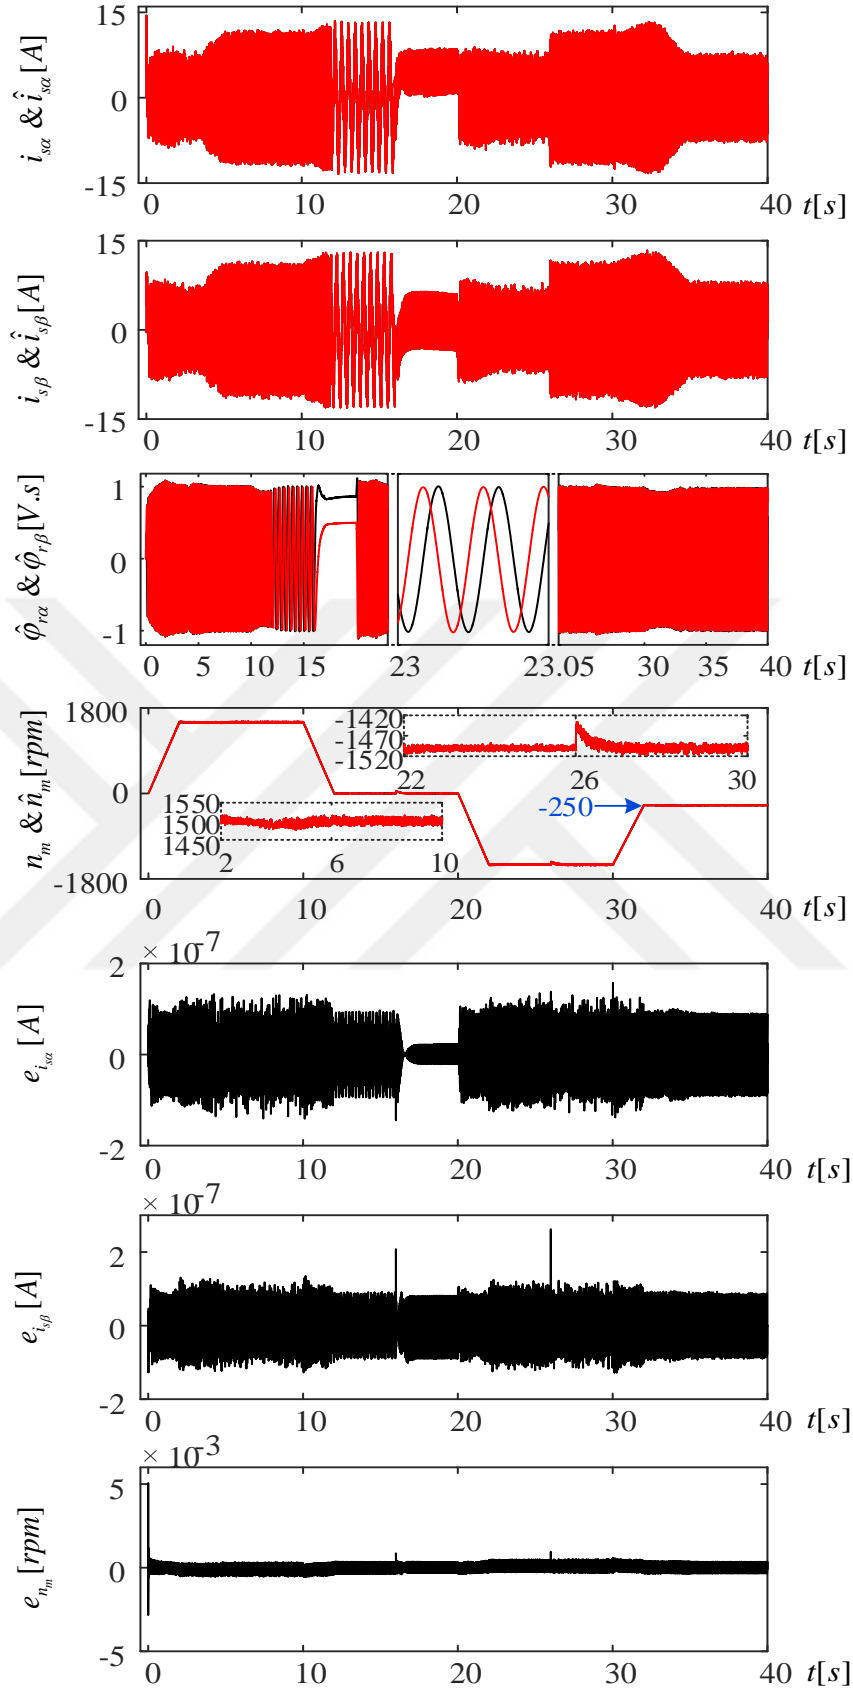 15
0
-15
i_sα & î_sα [A]
0 10 20 30 40 t[s]
15
0
-15
i_sβ & î_sβ [A]
0 10 20 30 40 t[s]
1
0
-1
φ̂_rα & φ̂_rβ [V.s]
0 5 10 15 23 23.05 30 35 40 t[s]
1800
0
-1800
n_m & n̂_m [rpm]
-1420
-1470
-1520
22 26 30
-250
1550
1500
1450
2 6 10
0 10 20 30 40 t[s]
× 10-7
2
0
-2
e_i_sα [A]
0 10 20 30 40 t[s]
× 10-7
2
0
-2
e_i_sβ [A]
0 10 20 30 40 t[s]
× 10-3
5
0
-5
e_n_m [rpm]
0 10 20 30 40 t[s]